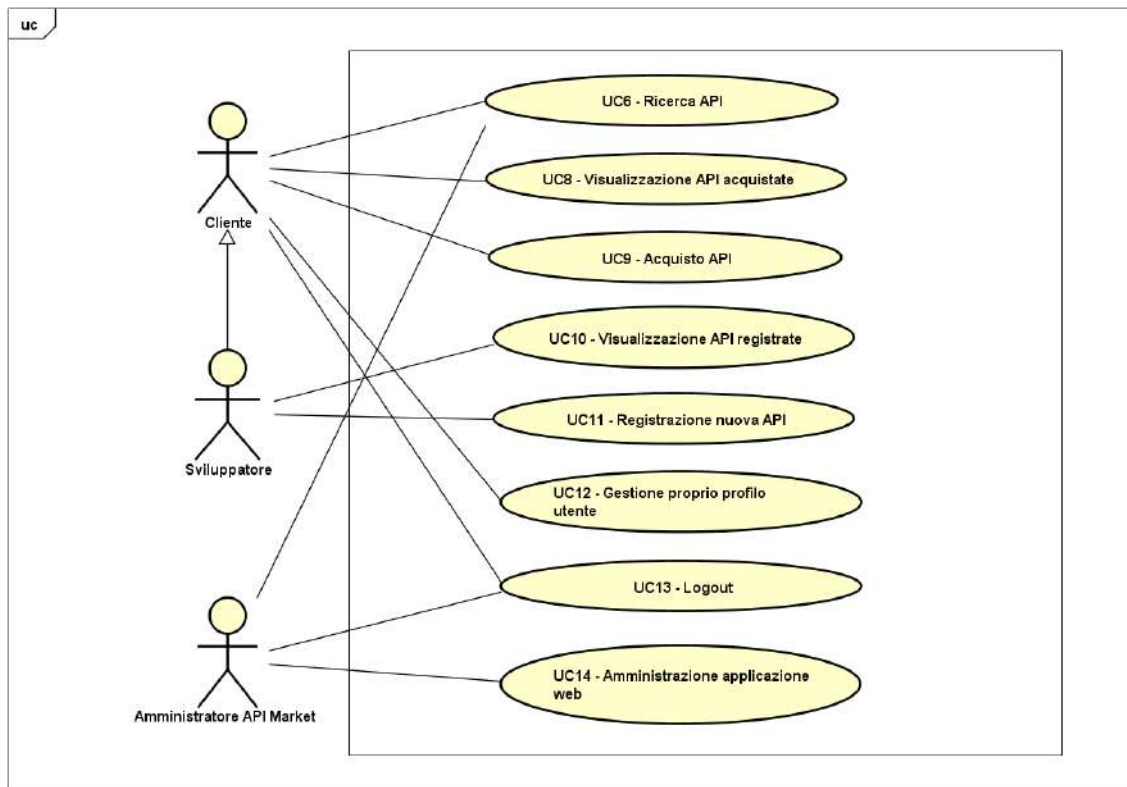 uc
UC6 - Ricerca API
UC8 - Visualizzazione API acquistate
Cliente
UC9 - Acquisto API
UC10 - Visualizzazione API registrate
UC11 - Registrazione nuova API
Sviluppatore
UC12 - Gestione proprio profilo
utente
UC13 - Logout
UC14 - Amministrazione applicazione
web
Amministratore API Market